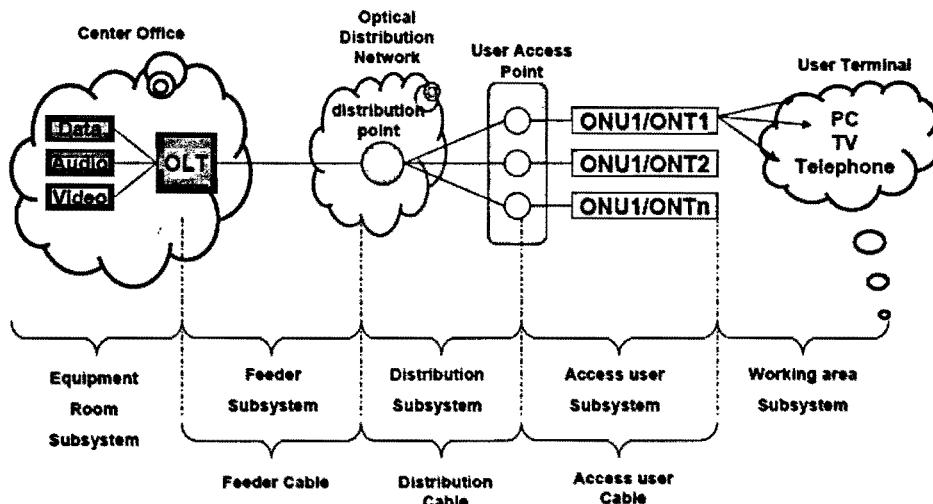 Center Office
Optical
Distribution
Network
User Access
Point
User Terminal
Data
Audio
Video
OLT
distribution
point
ONU1/ONT1
ONU1/ONT2
ONU1/ONTn
PC
TV
Telephone
Equipment
Room
Subsystem
Feeder
Subsystem
Distribution
Subsystem
Access user
Subsystem
Working area
Subsystem
Feeder Cable
Distribution
Cable
Access user
Cable